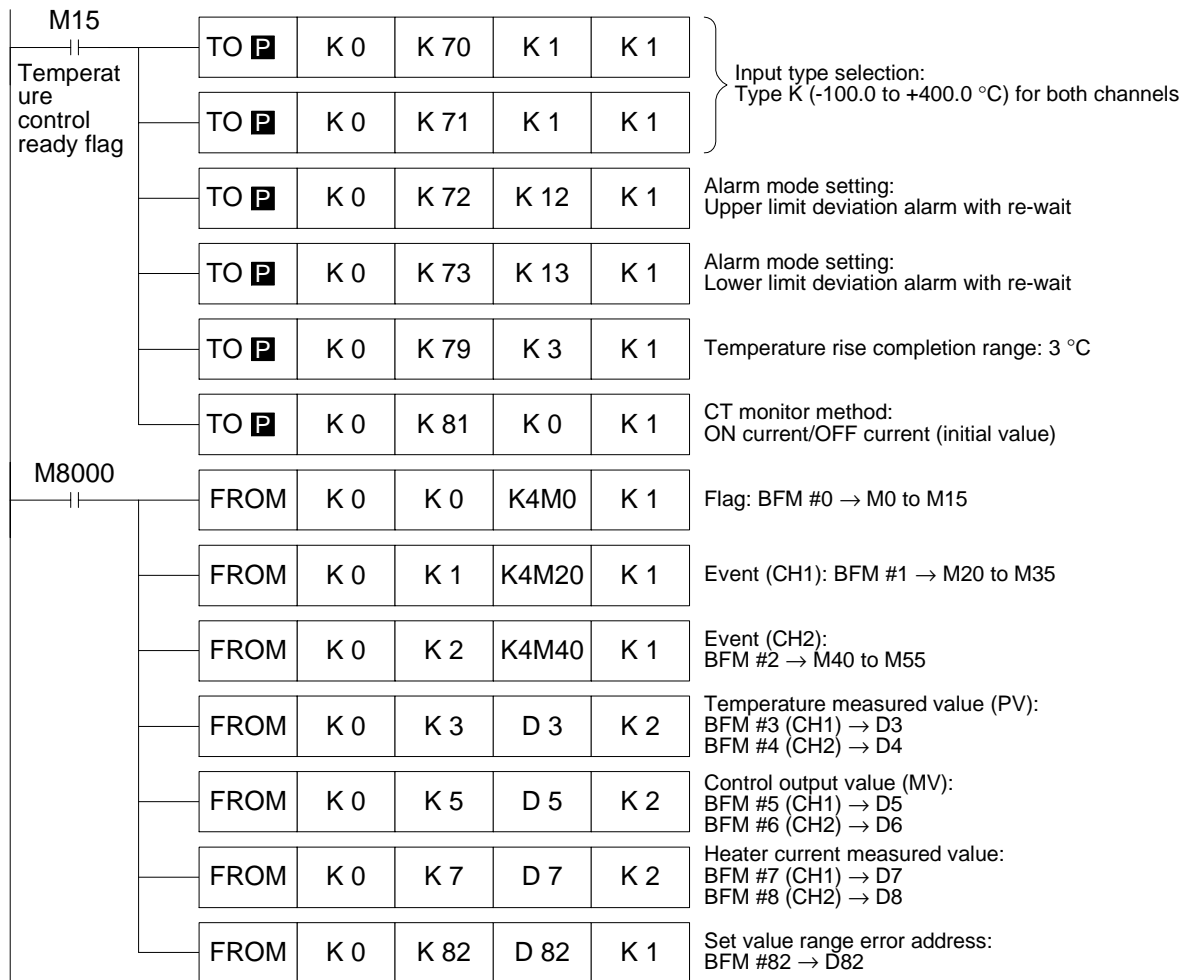 M15
Temperat
ure
control
ready flag
TO P K 0 K 70 K 1 K 1
TO P K 0 K 71 K 1 K 1
Input type selection:
Type K (-100.0 to +400.0 °C) for both channels
TO P K 0 K 72 K 12 K 1
Alarm mode setting:
Upper limit deviation alarm with re-wait
TO P K 0 K 73 K 13 K 1
Alarm mode setting:
Lower limit deviation alarm with re-wait
TO P K 0 K 79 K 3 K 1
Temperature rise completion range: 3 °C
TO P K 0 K 81 K 0 K 1
CT monitor method:
ON current/OFF current (initial value)
M8000
FROM K 0 K 0 K4M0 K 1
Flag: BFM #0 → M0 to M15
FROM K 0 K 1 K4M20 K 1
Event (CH1): BFM #1 → M20 to M35
FROM K 0 K 2 K4M40 K 1
Event (CH2):
BFM #2 → M40 to M55
FROM K 0 K 3 D 3 K 2
Temperature measured value (PV):
BFM #3 (CH1) → D3
BFM #4 (CH2) → D4
FROM K 0 K 5 D 5 K 2
Control output value (MV):
BFM #5 (CH1) → D5
BFM #6 (CH2) → D6
FROM K 0 K 7 D 7 K 2
Heater current measured value:
BFM #7 (CH1) → D7
BFM #8 (CH2) → D8
FROM K 0 K 82 D 82 K 1
Set value range error address:
BFM #82 → D82